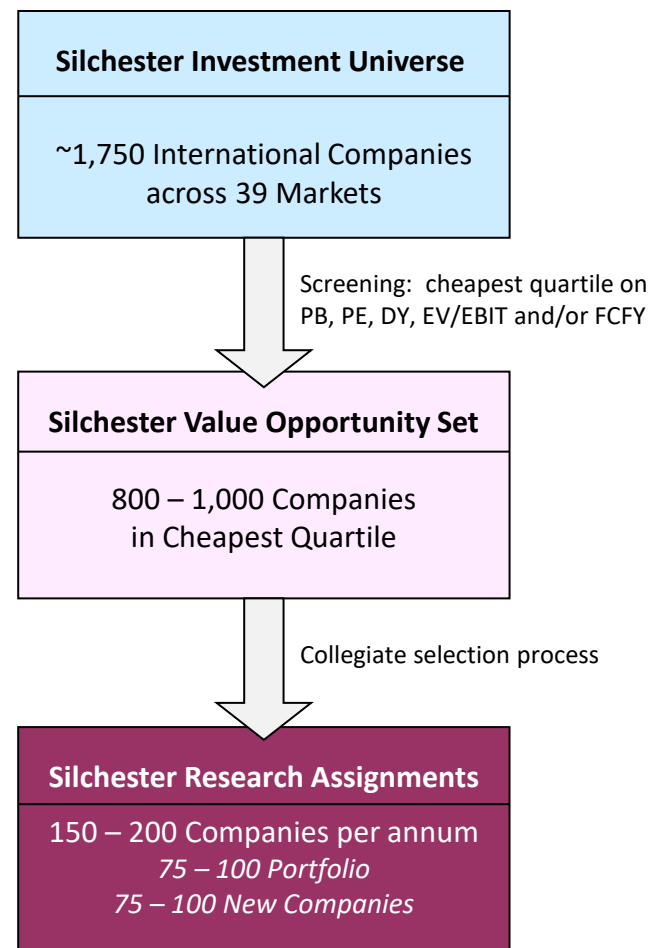 Silchester Investment Universe
~1,750 International Companies
across 39 Markets
Screening:  cheapest quartile on
PB, PE, DY, EV/EBIT and/or FCFY
Silchester Value Opportunity Set
800 – 1,000 Companies
in Cheapest Quartile
Collegiate selection process
Silchester Research Assignments
150 – 200 Companies per annum
75 – 100 Portfolio
75 – 100 New Companies